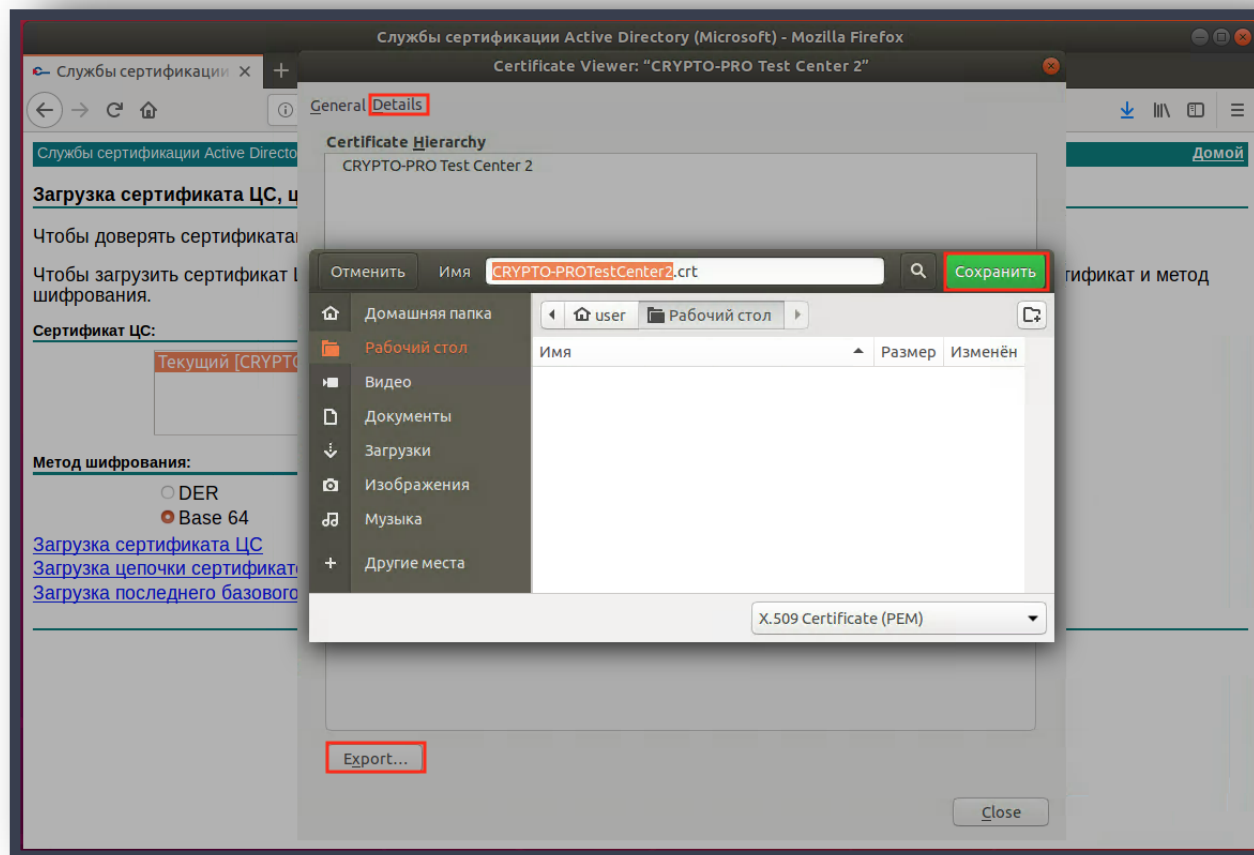 Службы сертификации Active Directory (Microsoft) - Mozilla Firefox
Службы сертификации
Certificate Viewer: “CRYPTO-PRO Test Center 2”
General Details
Certificate Hierarchy
CRYPTO-PRO Test Center 2
Службы сертификации Active Directo
Домой
Загрузка сертификата ЦС, ц
Чтобы доверять сертификата
Чтобы загрузить сертификат Ц
тификат и метод
шифрования.
Сертификат ЦС:
Текущий [CRYPTO
Отменить Имя CRYPTO-PROTestCenter2.crt Сохранить
Домашняя папка
Рабочий стол
Видео
Документы
Загрузки
Изображения
Музыка
Другие места
user Рабочий стол
Имя Размер Изменён
X.509 Certificate (PEM)
Метод шифрования:
DER
Base 64
Загрузка сертификата ЦС
Загрузка цепочки сертификато
Загрузка последнего базового
Export...
Close